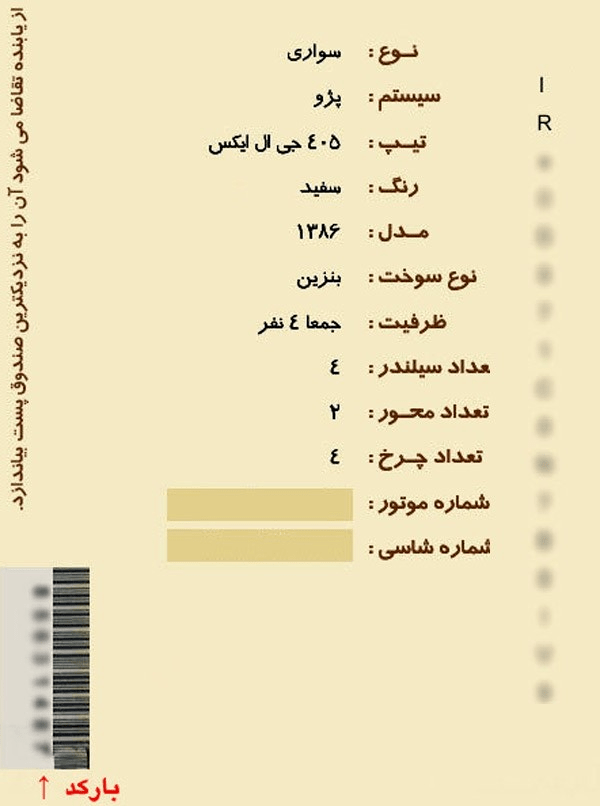 نوع : سواری
سیستم : پژو
تیپ : ۴۰۵ جی ال ایکس
رنگ : سفید
مدل : ۱۳۸۶
نوع سوخت : بنزین
ظرفیت : جمعا ۴ نفر
عداد سیلندر : ۴
تعداد محور : ۲
تعداد چرخ : ۴
شماره موتور :
شماره شاسی :
I R
از یابنده تقاضا می شود آن را به نزدیکترین صندوق پست بیاندازد.
بارکد ↑